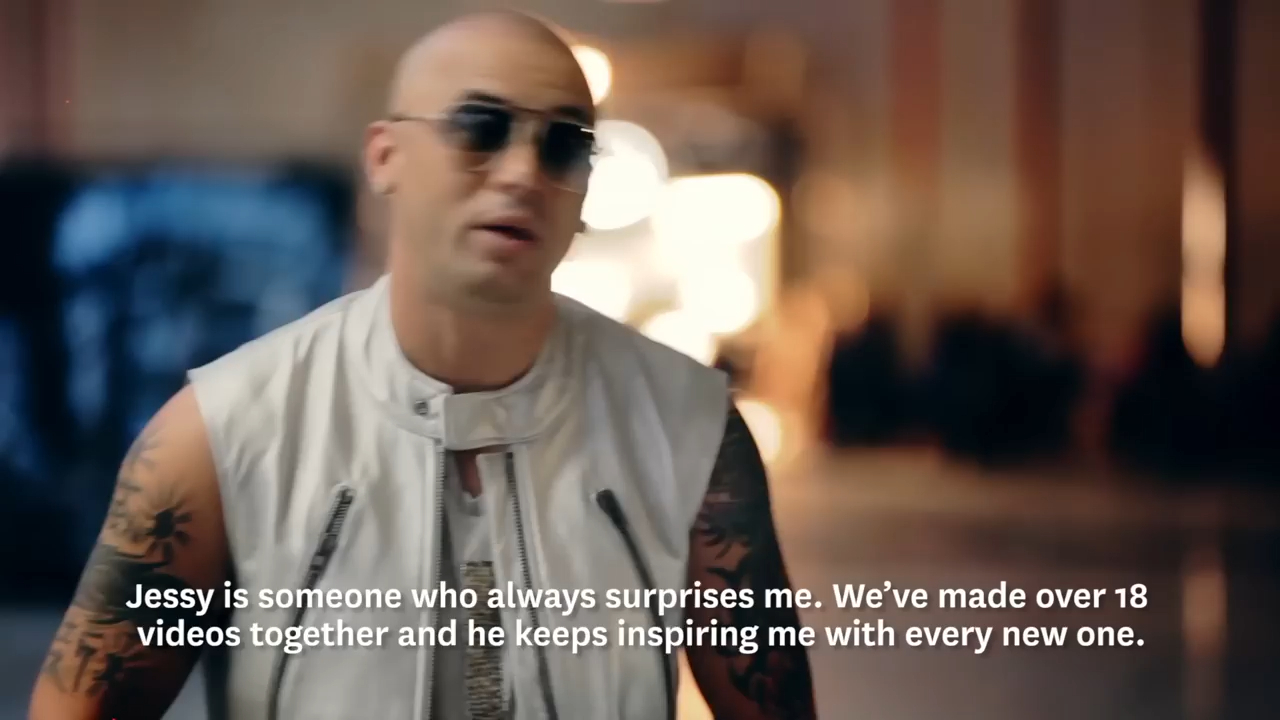 Jessy is someone who always surprises me. We’ve made over 18
videos together and he keeps inspiring me with every new one.